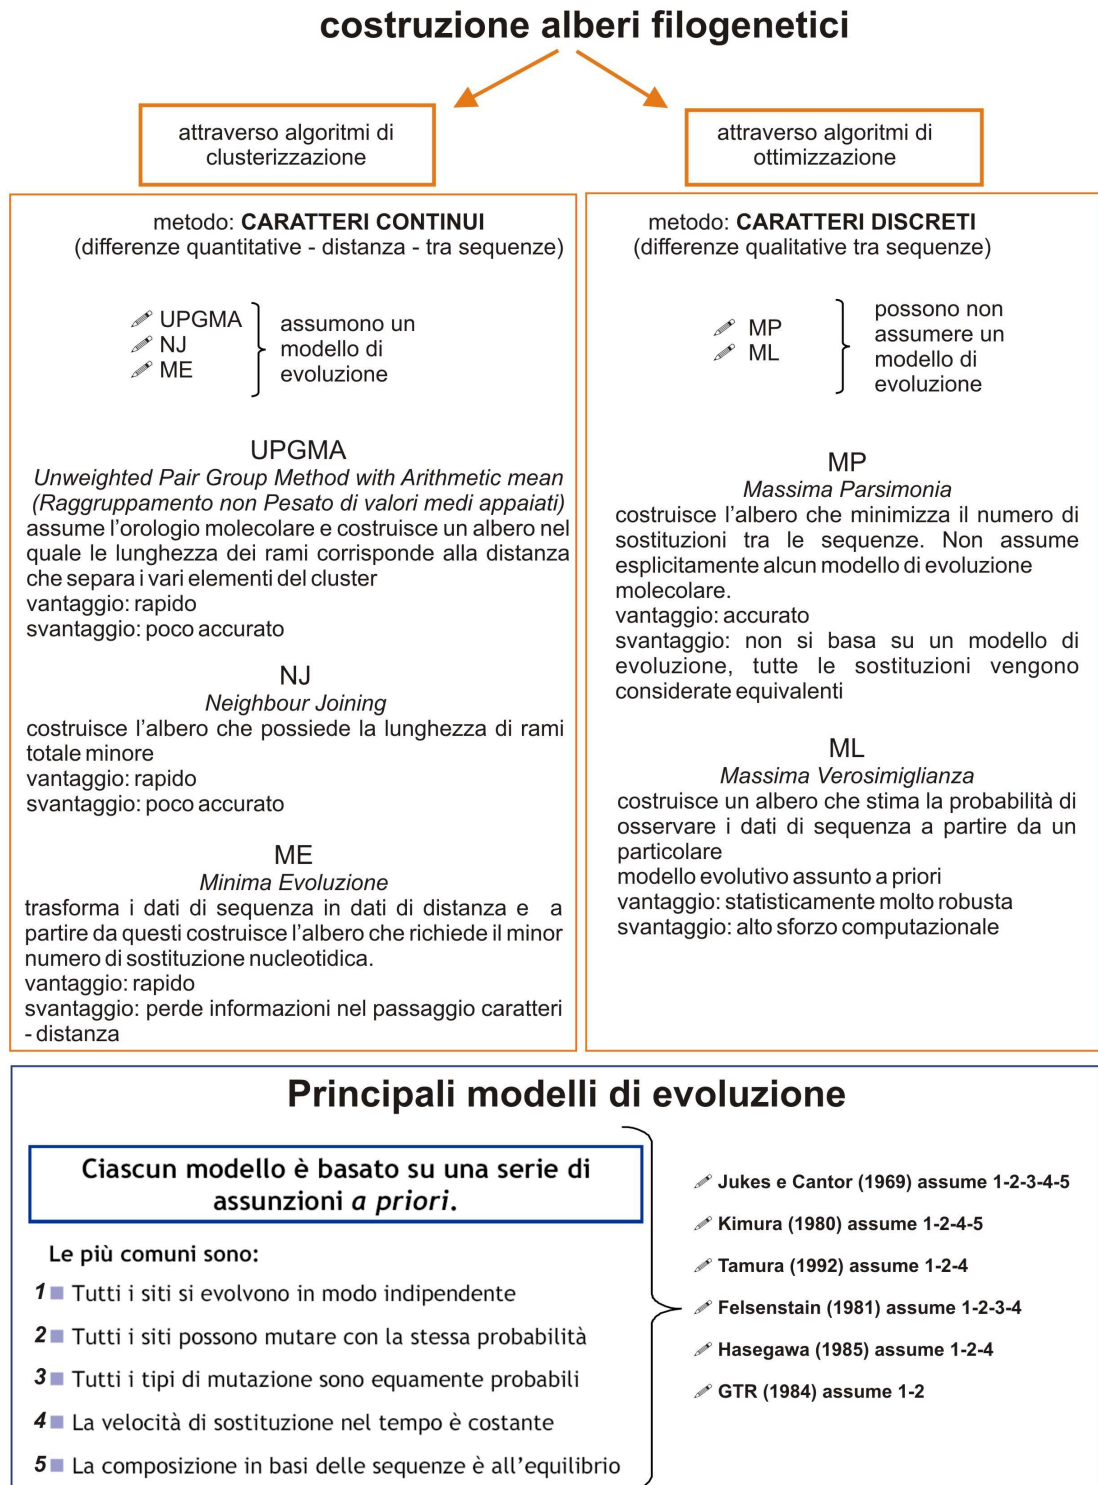 costruzione alberi filogenetici
attraverso algoritmi di
clusterizzazione
attraverso algoritmi di
ottimizzazione
metodo: CARATTERI CONTINUI
(differenze quantitative - distanza - tra sequenze)
UPGMA
NJ
ME
assumono un
modello di
evoluzione
UPGMA
Unweighted Pair Group Method with Arithmetic mean
(Raggruppamento non Pesato di valori medi appaiati)
assume l'orologio molecolare e costruisce un albero nel
quale le lunghezza dei rami corrisponde alla distanza
che separa i vari elementi del cluster
vantaggio: rapido
svantaggio: poco accurato
NJ
Neighbour Joining
costruisce l'albero che possiede la lunghezza di rami
totale minore
vantaggio: rapido
svantaggio: poco accurato
ME
Minima Evoluzione
trasforma i dati di sequenza in dati di distanza e a
partire da questi costruisce l'albero che richiede il minor
numero di sostituzione nucleotidica.
vantaggio: rapido
svantaggio: perde informazioni nel passaggio caratteri
- distanza
metodo: CARATTERI DISCRETI
(differenze qualitative tra sequenze)
MP
ML
possono non
assumere un
modello di
evoluzione
MP
Massima Parsimonia
costruisce l'albero che minimizza il numero di
sostituzioni tra le sequenze. Non assume
esplicitamente alcun modello di evoluzione
molecolare.
vantaggio: accurato
svantaggio: non si basa su un modello di
evoluzione, tutte le sostituzioni vengono
considerate equivalenti
ML
Massima Verosimiglianza
costruisce un albero che stima la probabilità di
osservare i dati di sequenza a partire da un
particolare
modello evolutivo assunto a priori
vantaggio: statisticamente molto robusta
svantaggio: alto sforzo computazionale
Principali modelli di evoluzione
Ciascun modello è basato su una serie di
assunzioni a priori.
Le più comuni sono:
1 Tutti i siti si evolvono in modo indipendente
2 Tutti i siti possono mutare con la stessa probabilità
3 Tutti i tipi di mutazione sono equamente probabili
4 La velocità di sostituzione nel tempo è costante
5 La composizione in basi delle sequenze è all'equilibrio
Jukes e Cantor (1969) assume 1-2-3-4-5
Kimura (1980) assume 1-2-4-5
Tamura (1992) assume 1-2-4
Felsenstain (1981) assume 1-2-3-4
Hasegawa (1985) assume 1-2-4
GTR (1984) assume 1-2